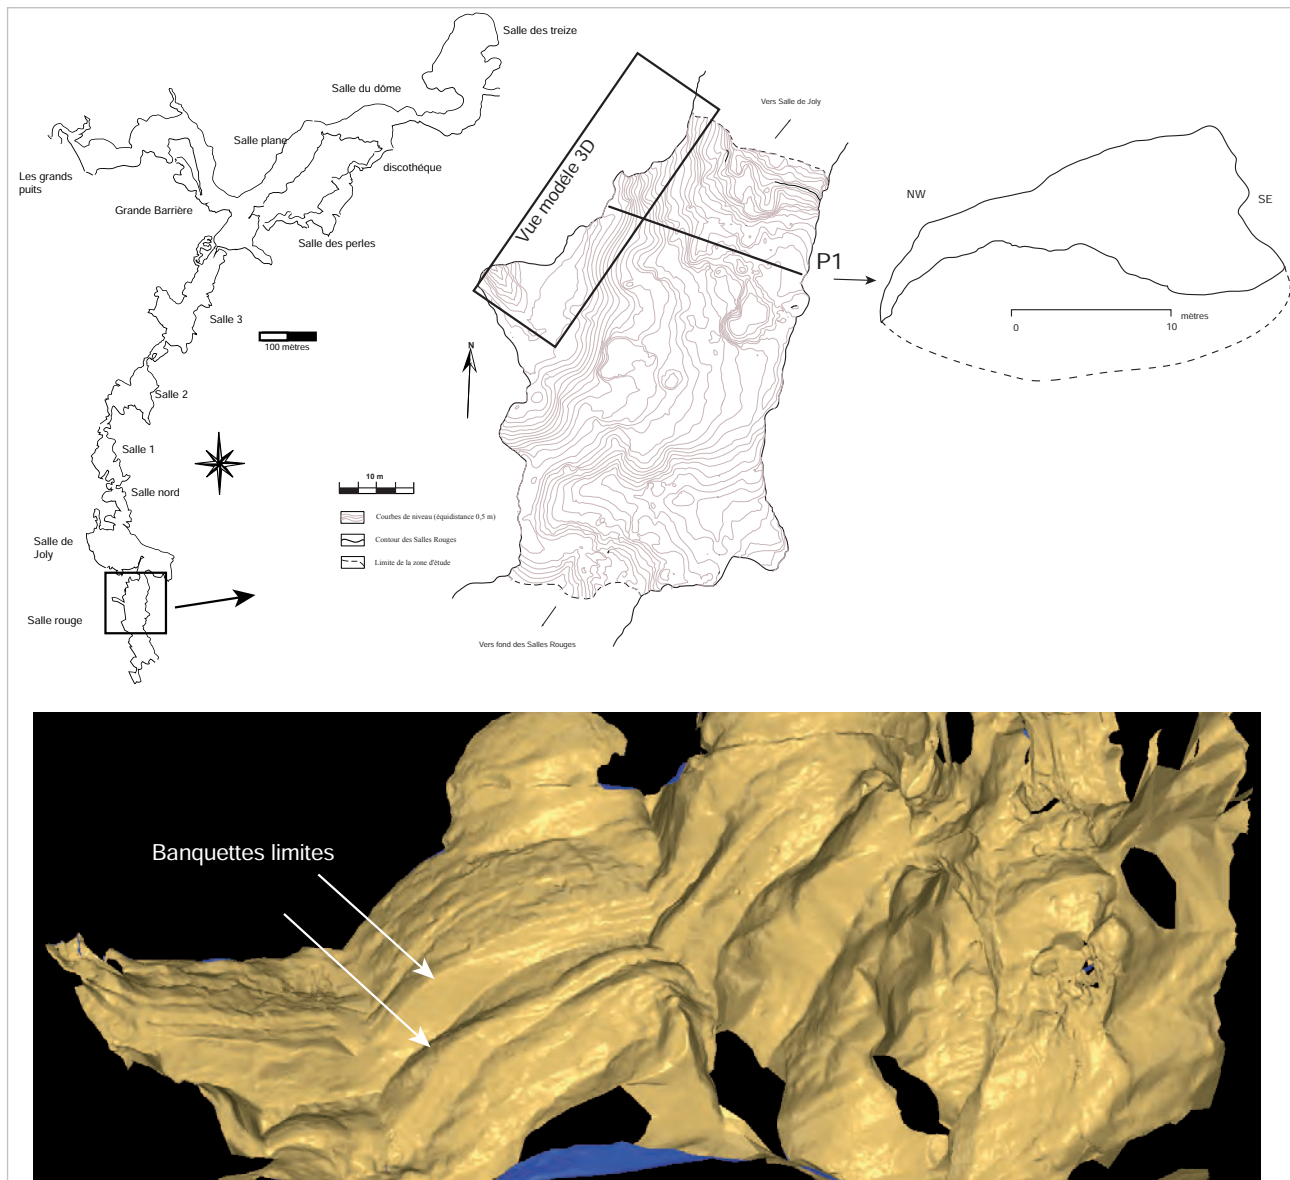 Salle des treize
Salle du dôme
Salle plane
discothéque
Les grands
puits
Grande Barrière
Salle des perles
Salle 3
100 mètres
Salle 2
Salle 1
Salle nord
Salle de
Joly
Salle rouge
Vers Salle de Joly
Vue modéle 3D
P1
N
10 m
Courbes de niveau (équidistance 0,5 m)
Contour des Salles Rouges
Limite de la zone d'étude
Vers fond des Salles Rouges
NW
SE
mètres
0
10
Banquettes limites